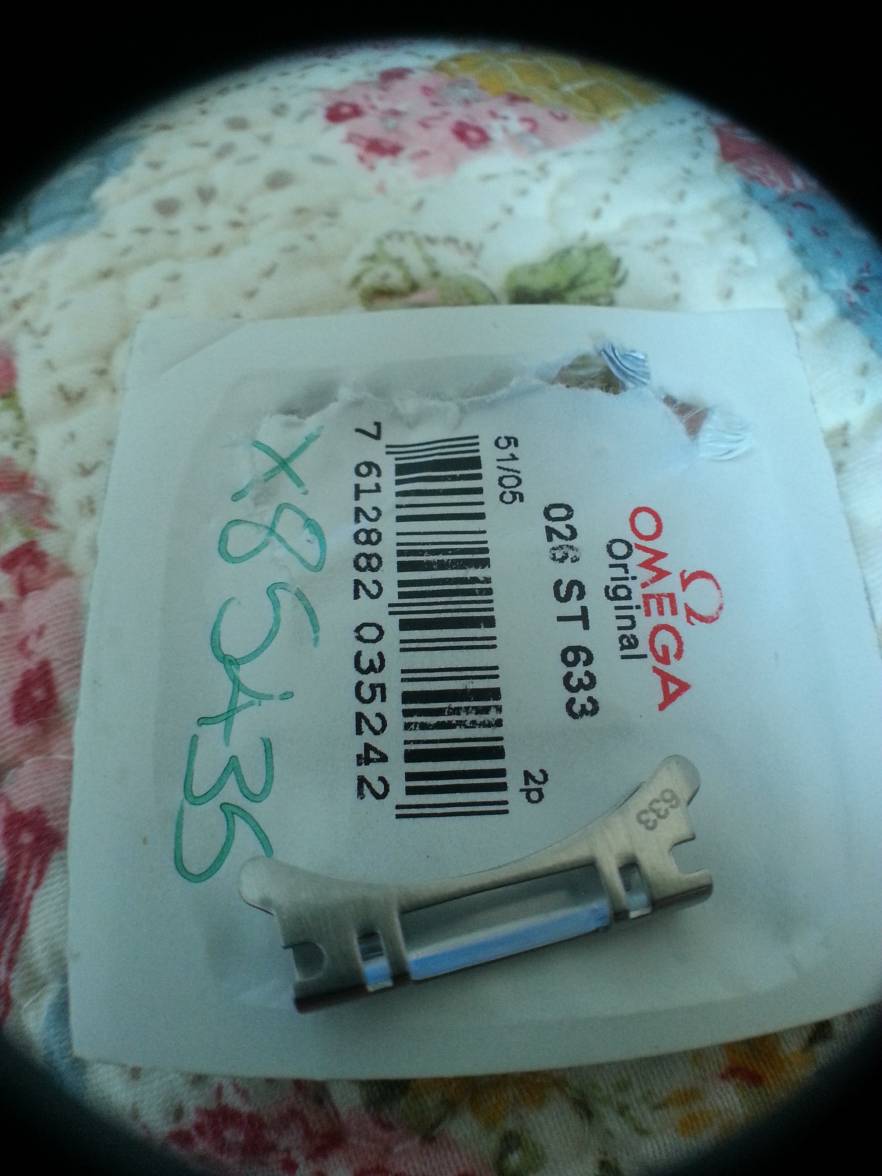 Ω
OMEGA
Original
026 ST 633
51/05
2p
7 612882 035242
x85435
633